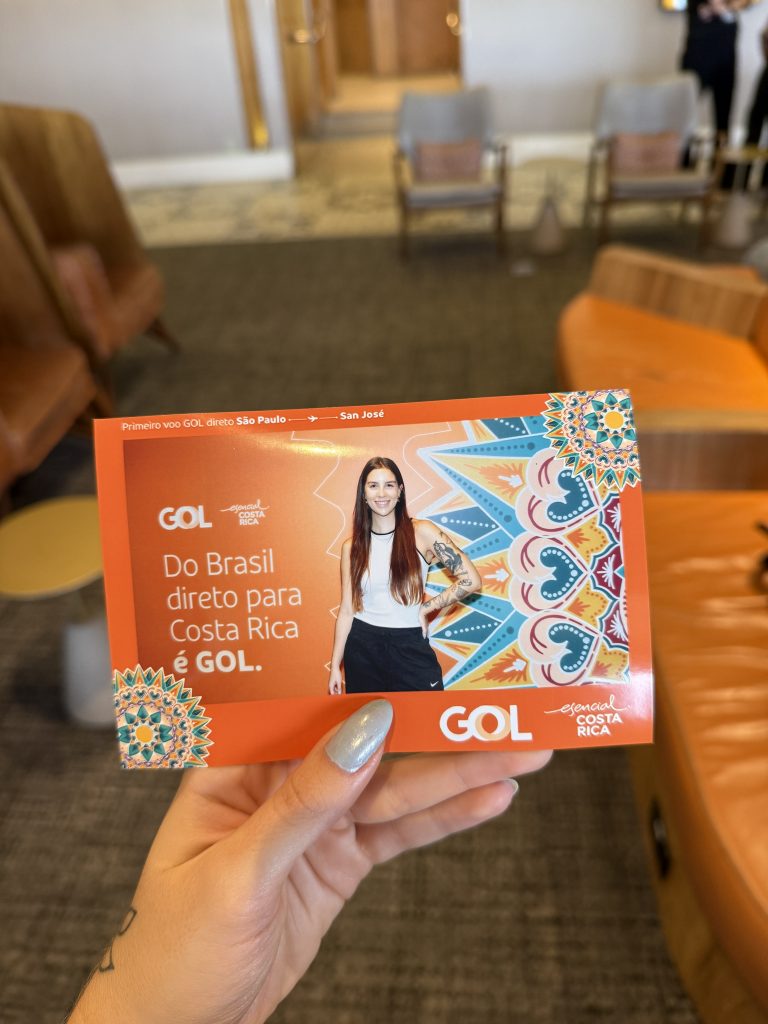 Primeiro voo GOL direto São Paulo San José
GOL esencial COSTA RICA
Do Brasil
direto para
Costa Rica
é GOL.
GOL esencial COSTA RICA